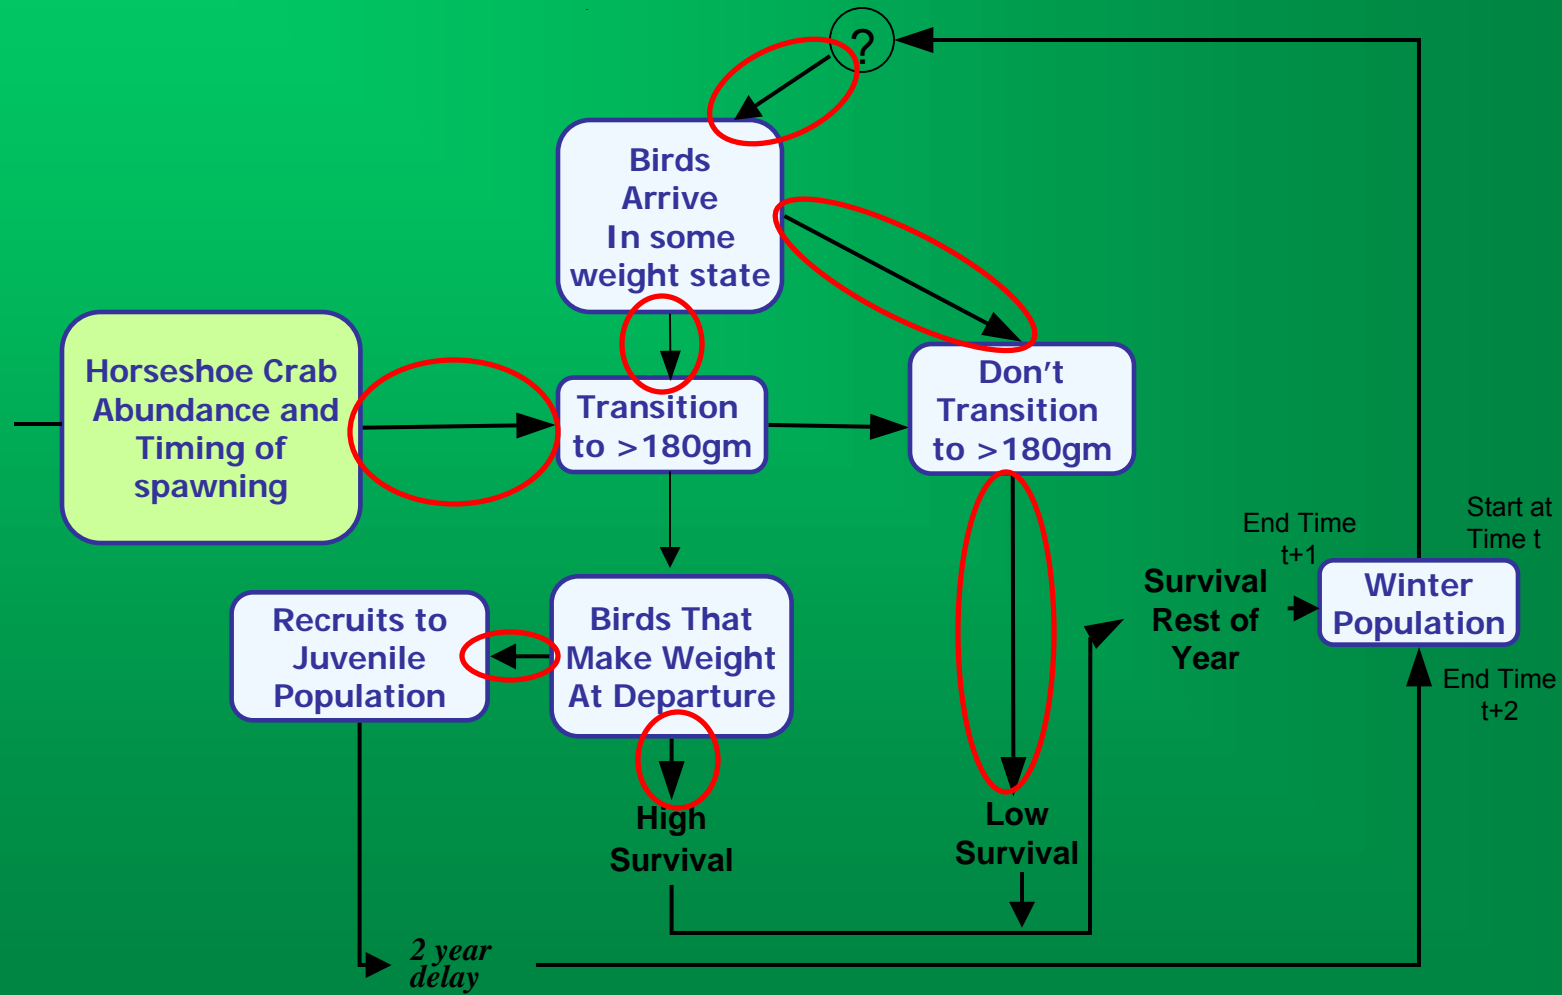 ?
Birds
Arrive
In some
weight state
Horseshoe Crab
Abundance and
Timing of
spawning
Transition
to >180gm
Don't
Transition
to >180gm
Start at
Time t
End Time
t+1
Survival
Rest of
Year
Winter
Population
End Time
t+2
Recruits to
Juvenile
Population
Birds That
Make Weight
At Departure
High
Survival
Low
Survival
2 year
delay